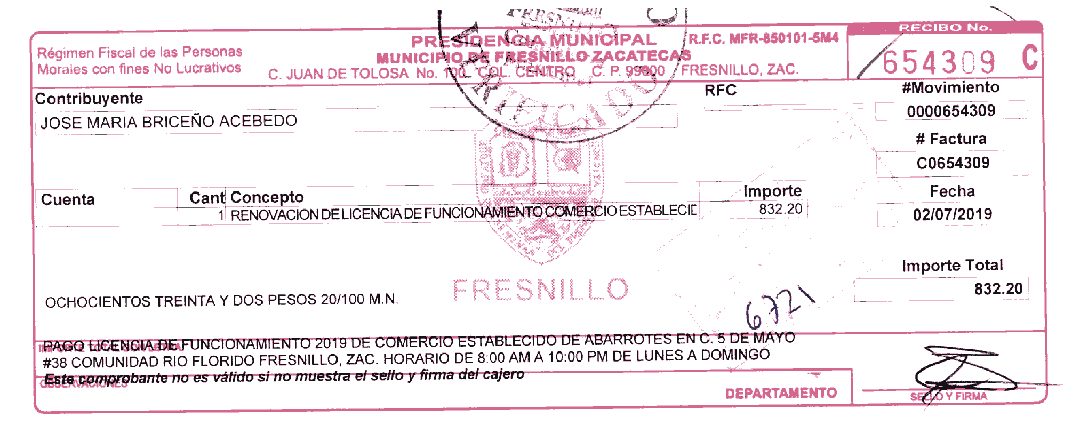 PRESIDENCIA MUNICIPAL
R.F.C. MFR-850101-5M4
RECIBO No.
Régimen Fiscal de las Personas
Morales con fines No Lucrativos
MUNICIPIO DE FRESNILLO ZACATECAS
C. JUAN DE TOLOSA No. 100 COL. CENTRO C. P. 99000 FRESNILLO, ZAC.
654309 C
VERIFICADO
Contribuyente
RFC
#Movimiento
JOSE MARIA BRICEÑO ACEBEDO
0000654309
# Factura
C0654309
Cuenta
Cant Concepto
Importe
Fecha
1 RENOVACION DE LICENCIA DE FUNCIONAMIENTO COMERCIO ESTABLECIE
832.20
02/07/2019
Importe Total
832.20
FRESNILLO
OCHOCIENTOS TREINTA Y DOS PESOS 20/100 M.N.
6721
PAGO LICENCIA DE FUNCIONAMIENTO 2019 DE COMERCIO ESTABLECIDO DE ABARROTES EN C. 5 DE MAYO
#38 COMUNIDAD RIO FLORIDO FRESNILLO, ZAC. HORARIO DE 8:00 AM A 10:00 PM DE LUNES A DOMINGO
Este comprobante no es válido si no muestra el sello y firma del cajero
OBSERVACIONES
DEPARTAMENTO
SELLO Y FIRMA